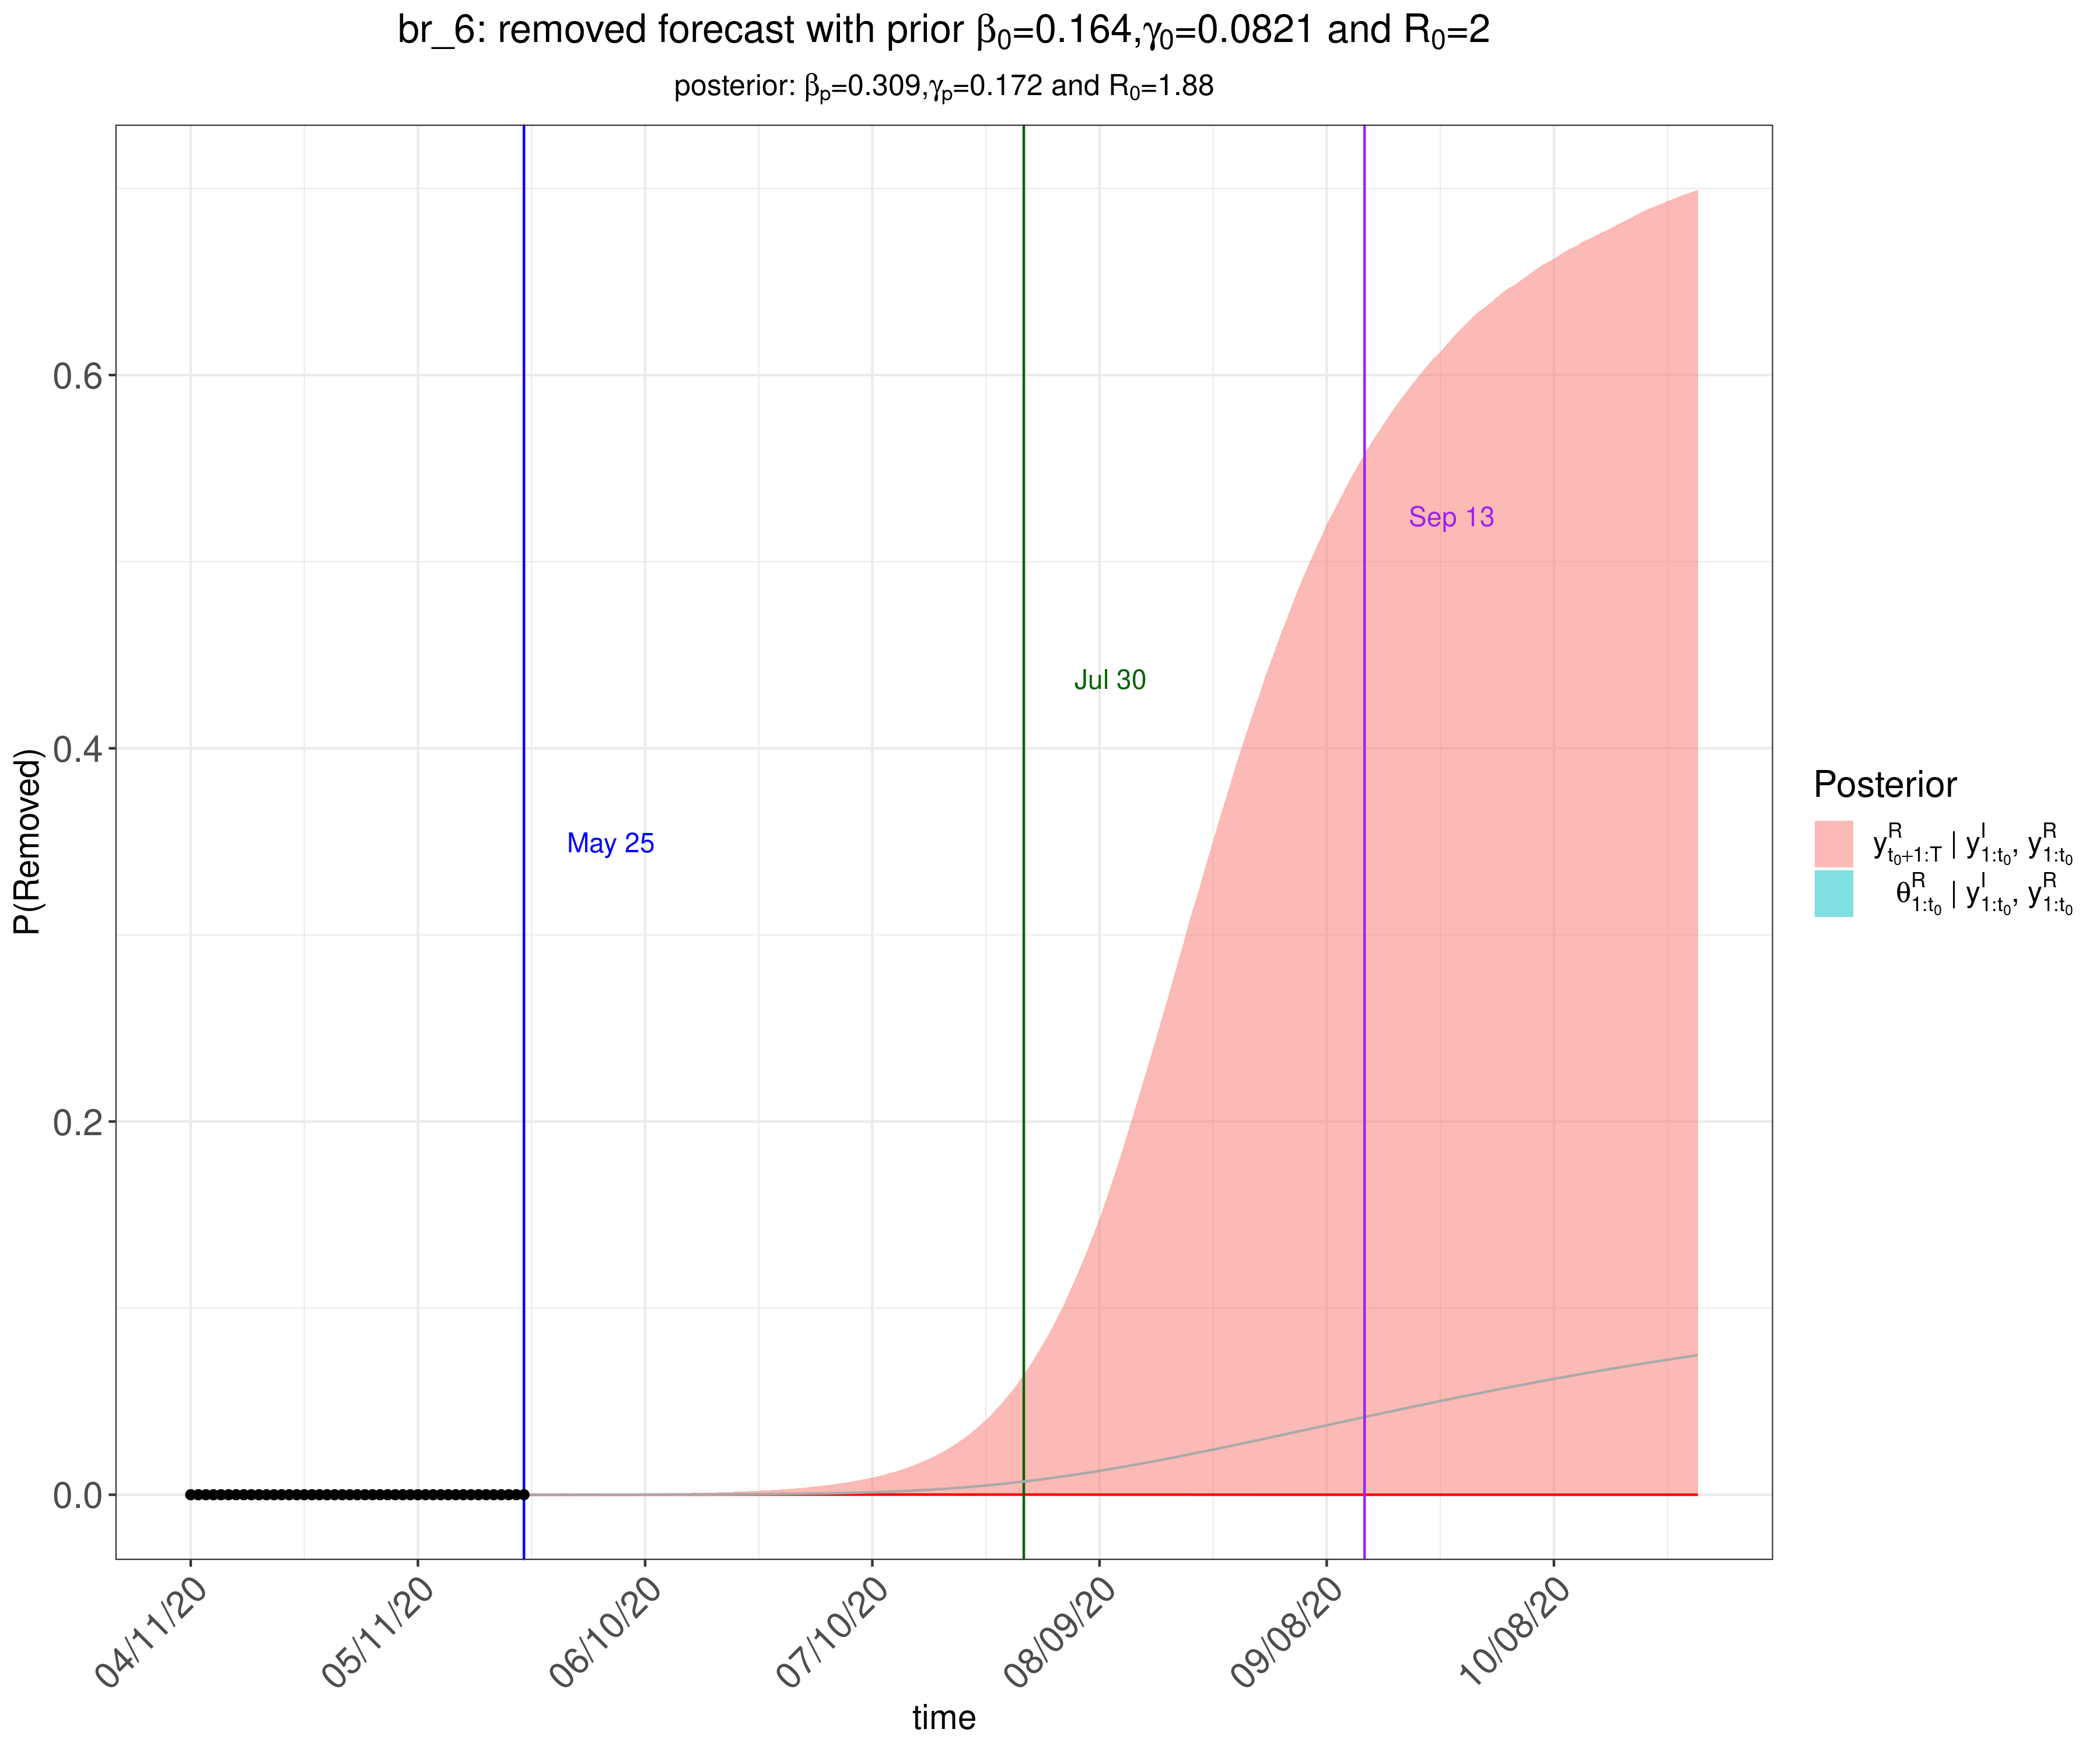 br_6: removed forecast with prior β₀=0.164,γ₀=0.0821 and R₀=2
posterior: βₚ=0.309,γₚ=0.172 and R₀=1.88
P(Removed)
0.6
0.4
0.2
0.0
Sep 13
Jul 30
May 25
04/11/20
05/11/20
06/10/20
07/10/20
08/09/20
09/08/20
10/08/20
time
Posterior
y^R_{t₀+1:T} | y^I_{1:t₀}, y^R_{1:t₀}
θ^R_{1:t₀} | y^I_{1:t₀}, y^R_{1:t₀}